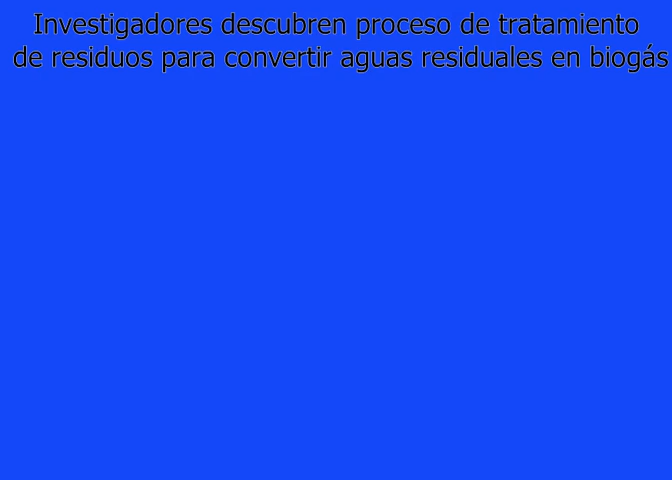 Investigadores descubren proceso de tratamiento
de residuos para convertir aguas residuales en biogás